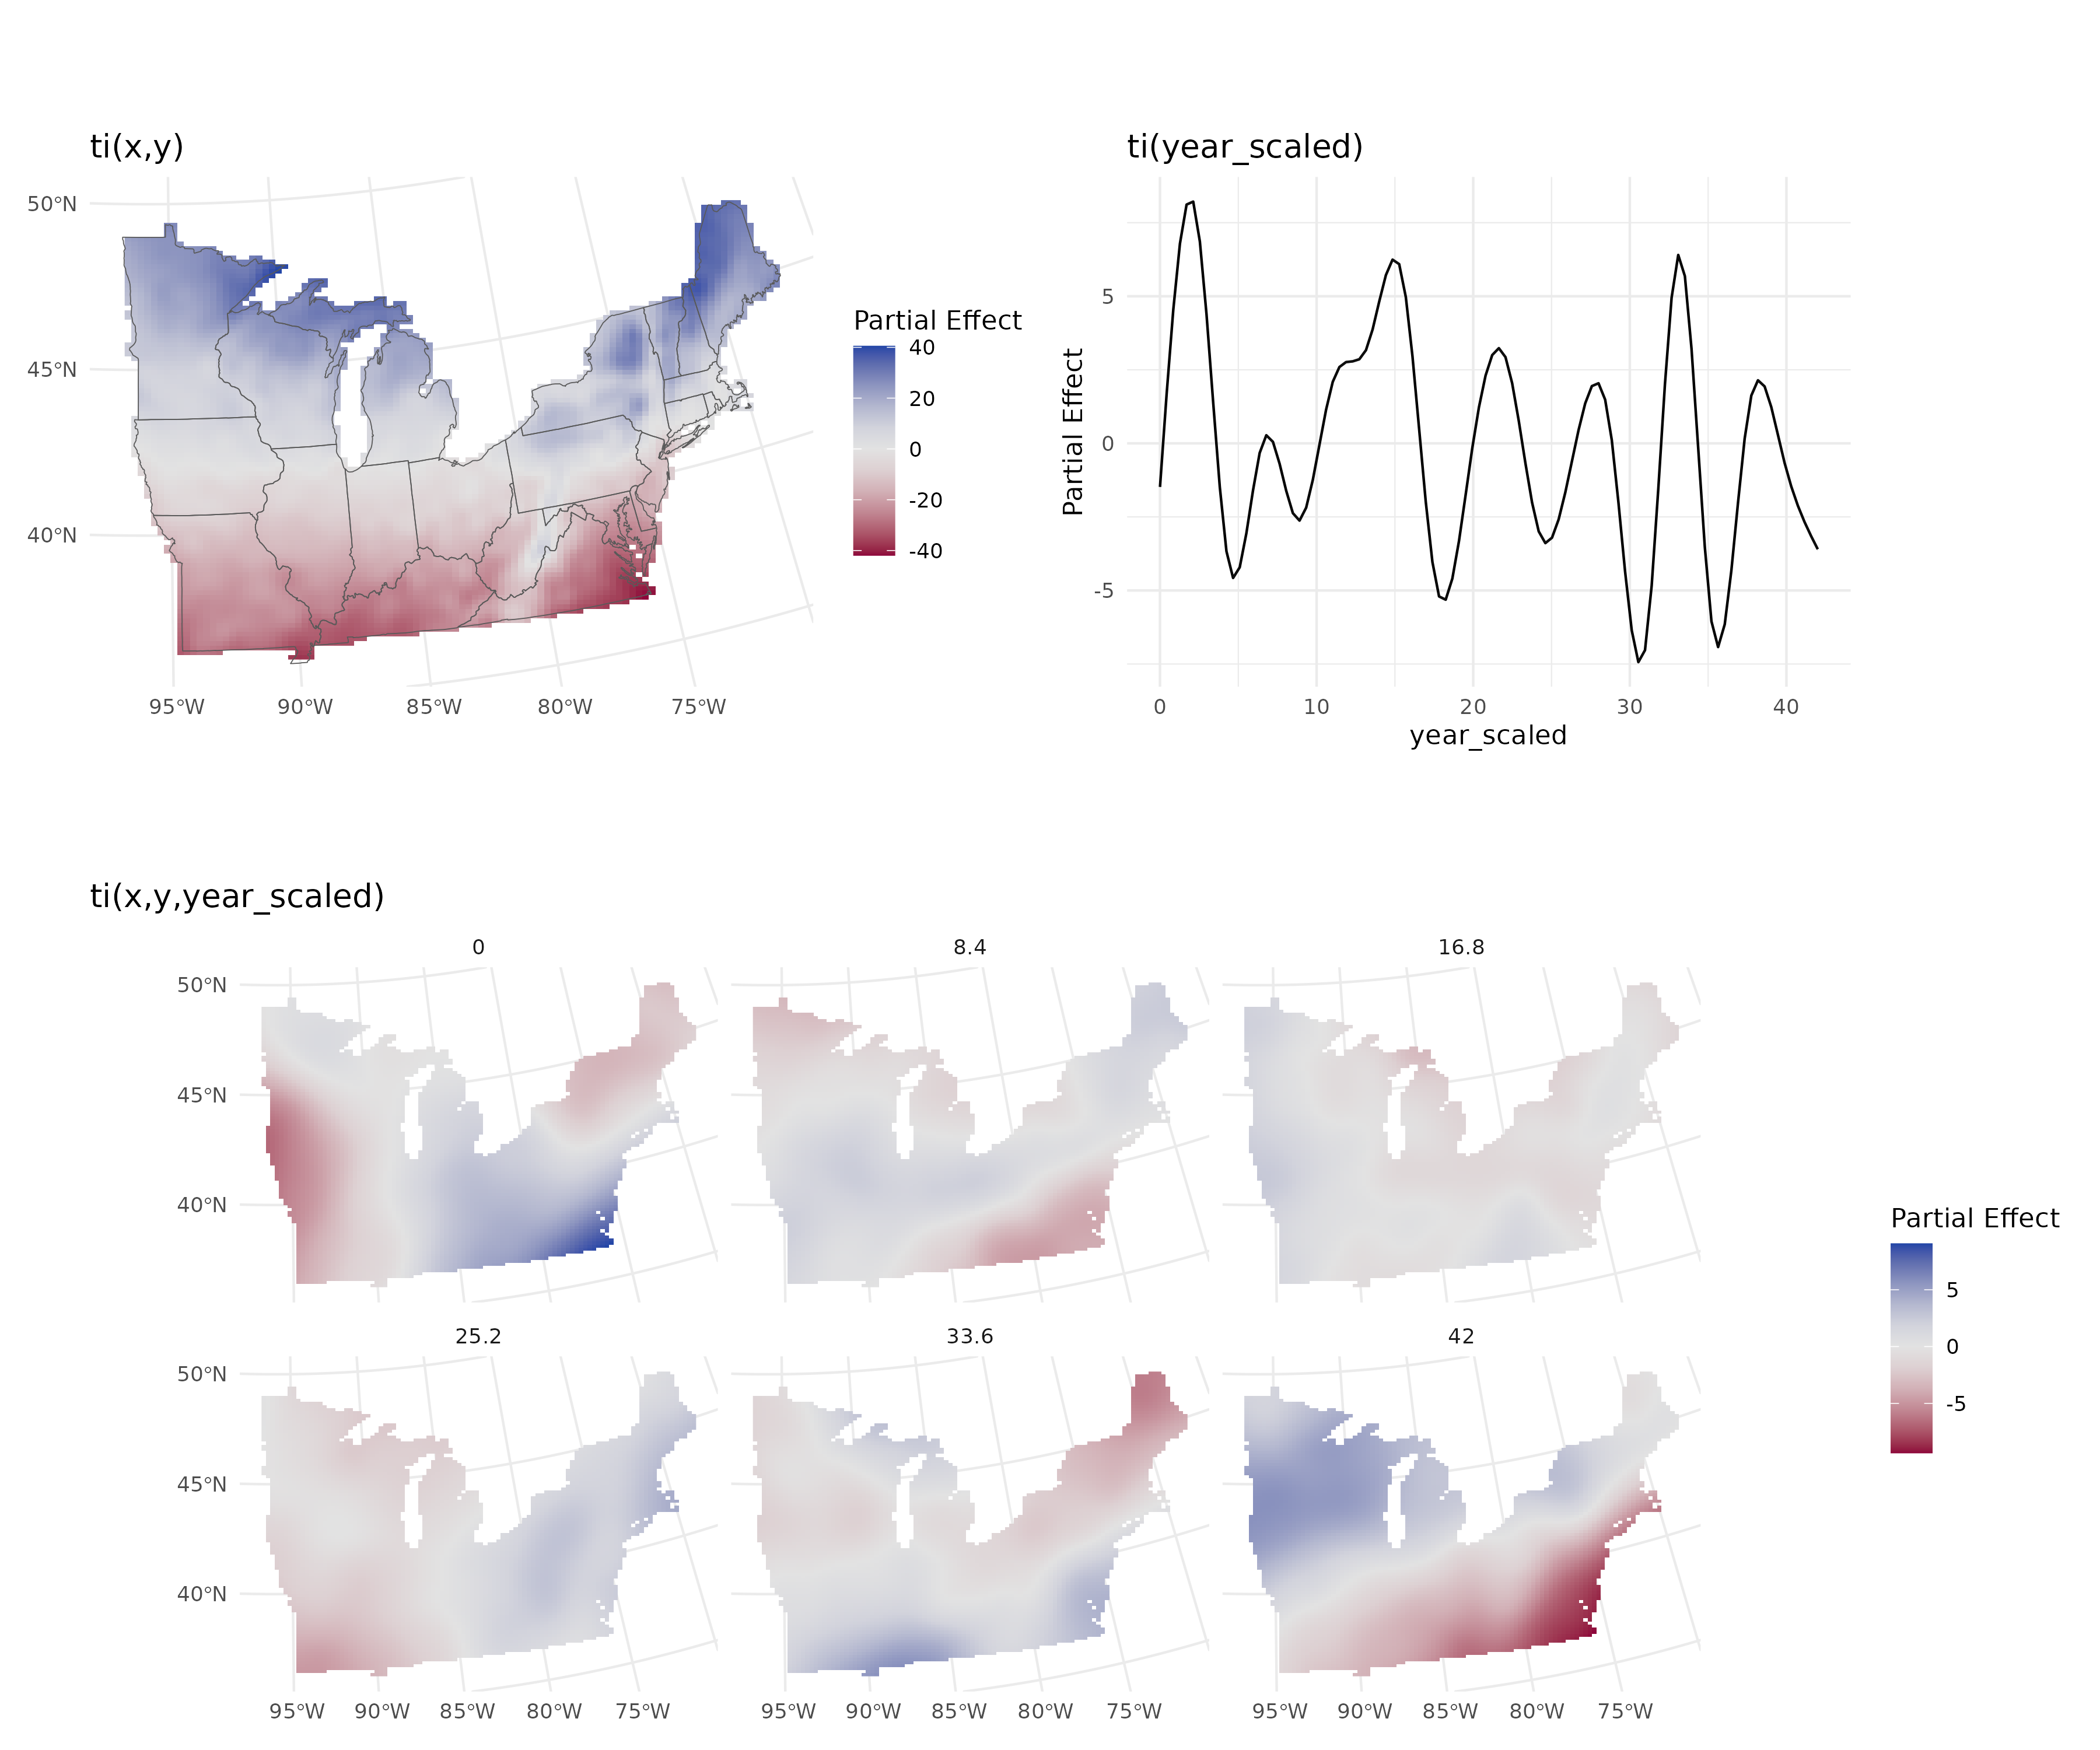 ti(x,y)
50°N
45°N
40°N
95°W 90°W 85°W 80°W 75°W
Partial Effect
40
20
0
-20
-40
ti(year_scaled)
Partial Effect
5
0
-5
0 10 20 30 40
year_scaled
ti(x,y,year_scaled)
0 8.4 16.8
50°N
45°N
40°N
25.2 33.6 42
50°N
45°N
40°N
95°W 90°W 85°W 80°W 75°W 95°W 90°W 85°W 80°W 75°W 95°W 90°W 85°W 80°W 75°W
Partial Effect
5
0
-5